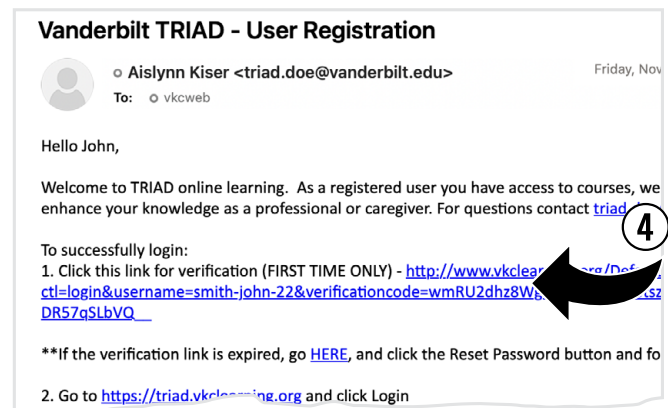 Vanderbilt TRIAD - User Registration
Aislynn Kiser <triad.doe@vanderbilt.edu>
Friday, Nov
To: vkcweb
Hello John,
Welcome to TRIAD online learning. As a registered user you have access to courses, we
enhance your knowledge as a professional or caregiver. For questions contact triad
4
To successfully login:
1. Click this link for verification (FIRST TIME ONLY) - http://www.vkclear
ctl=login&username=smith-john-22&verificationcode=wmRU2dhz8Wg
DR57qSLbVQ__
**If the verification link is expired, go HERE, and click the Reset Password button and fo
2. Go to https://triad.vkclearning.org and click Login